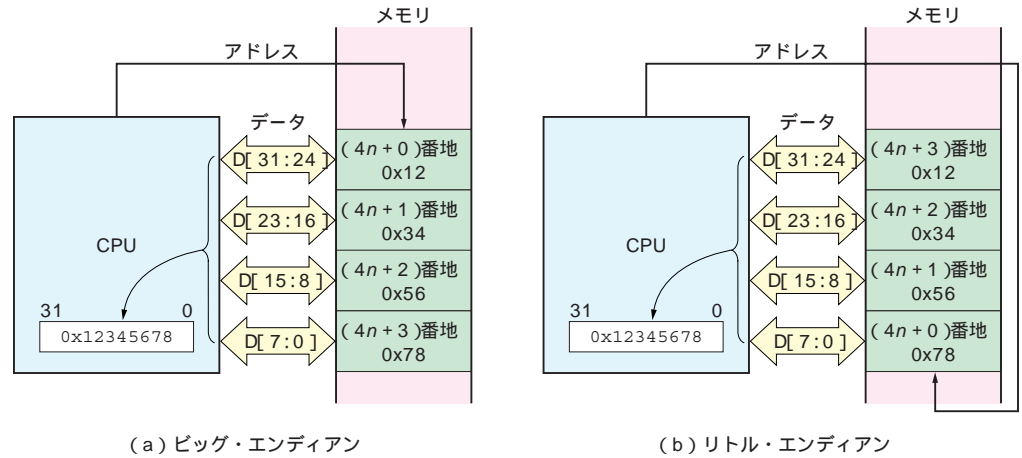 メモリ
アドレス
データ
CPU
31 0
0x12345678
D[31:24]
D[23:16]
D[15:8]
D[7:0]
(4n+0)番地
0x12
(4n+1)番地
0x34
(4n+2)番地
0x56
(4n+3)番地
0x78
(a)ビッグ・エンディアン
メモリ
アドレス
データ
CPU
31 0
0x12345678
D[31:24]
D[23:16]
D[15:8]
D[7:0]
(4n+3)番地
0x12
(4n+2)番地
0x34
(4n+1)番地
0x56
(4n+0)番地
0x78
(b)リトル・エンディアン